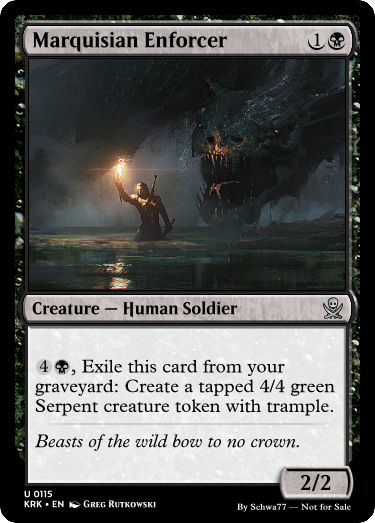 Marquisian Enforcer 1
Creature — Human Soldier
4, Exile this card from your
graveyard: Create a tapped 4/4 green
Serpent creature token with trample.
Beasts of the wild bow to no crown.
2/2
U 0115
KRK • EN Greg Rutkowski
By Schwa77 — Not for Sale